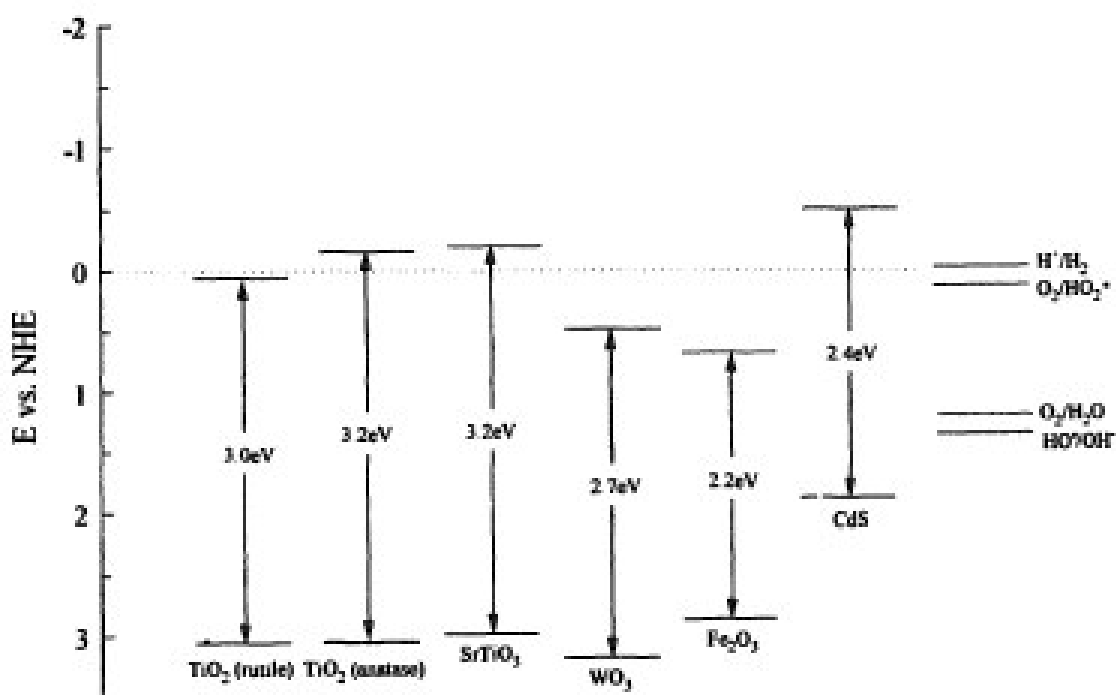 E vs. NHE
-2
-1
0
1
2
3
3.0eV
3.2eV
3.2eV
2.7eV
2.2eV
2.4eV
TiO2 (rutile)
TiO2 (anatase)
SrTiO3
WO3
Fe2O3
CdS
H+/H2
O2/HO2•
O2/H2O
HO•/OH-